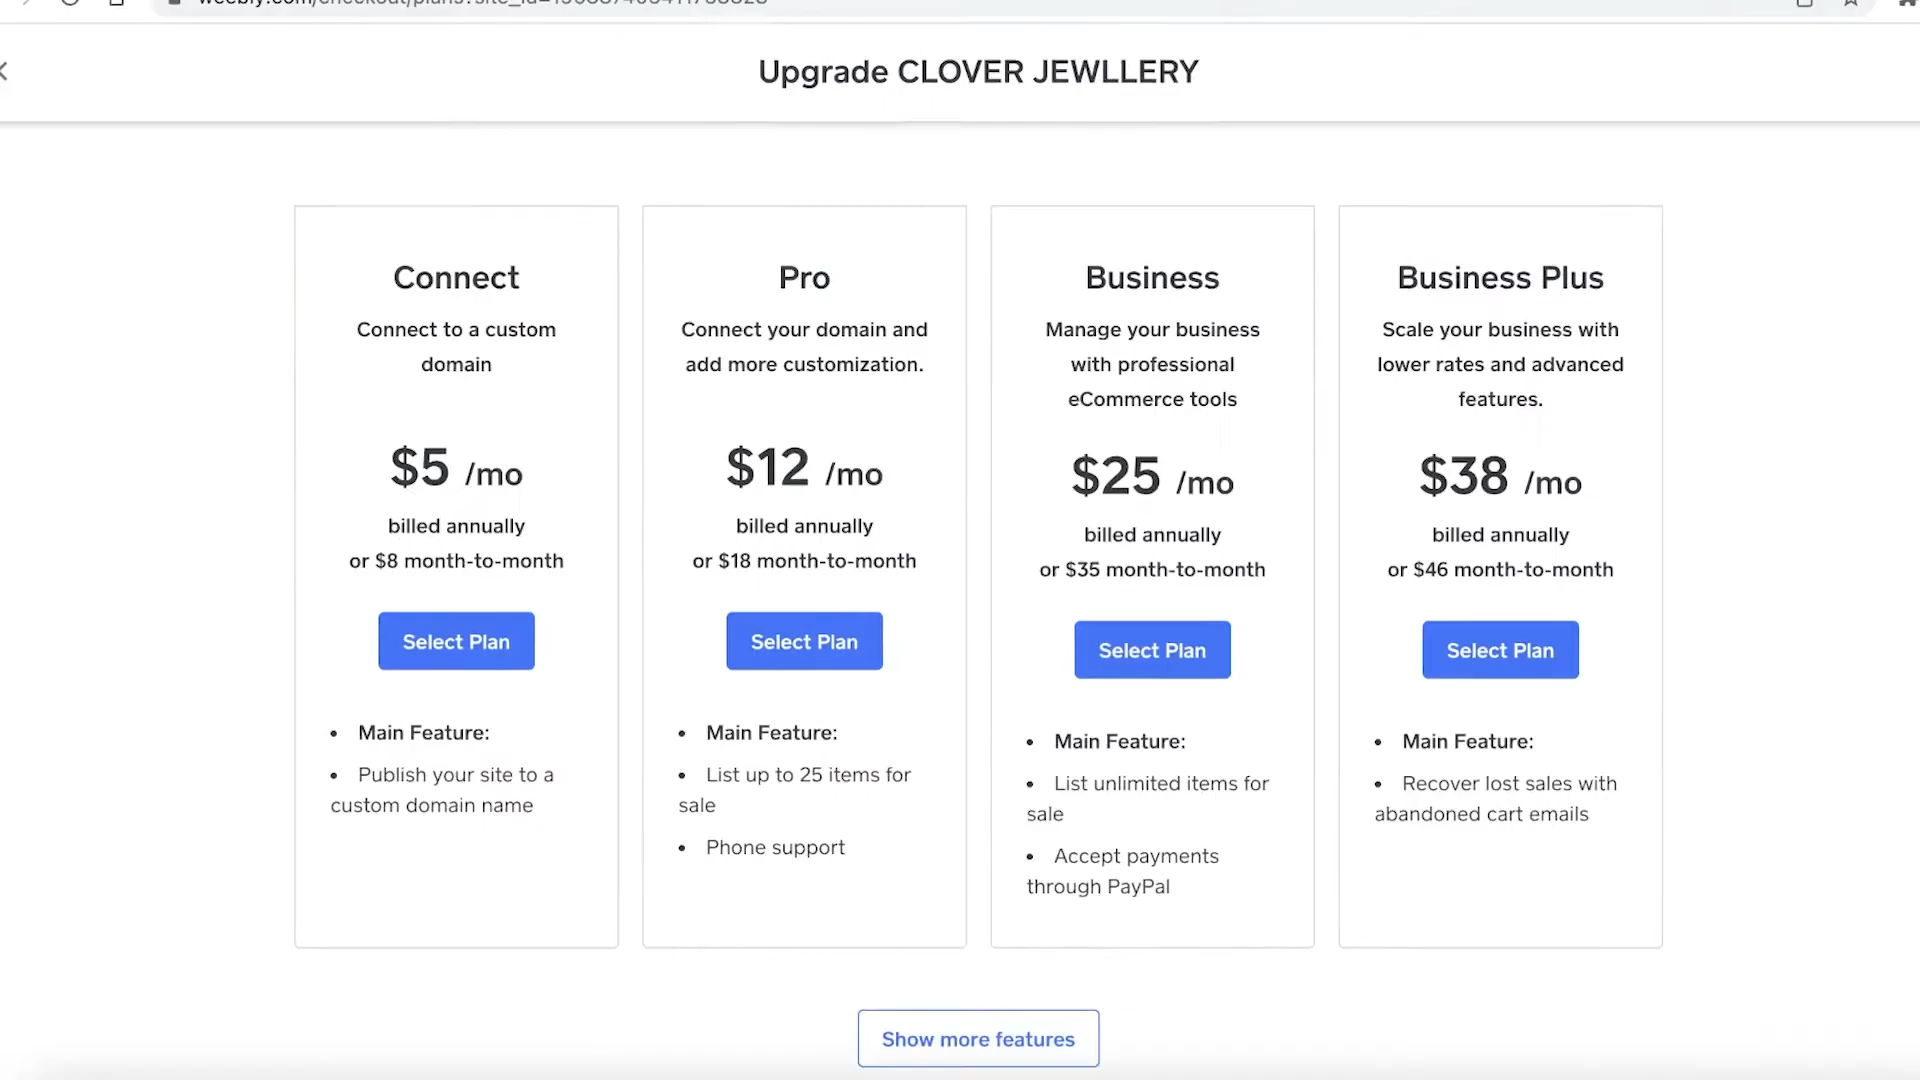 Upgrade CLOVER JEWLLERY
Connect
Connect to a custom
domain
$5 /mo
billed annually
or $8 month-to-month
Select Plan
• Main Feature:
• Publish your site to a
custom domain name
Pro
Connect your domain and
add more customization.
$12 /mo
billed annually
or $18 month-to-month
Select Plan
• Main Feature:
• List up to 25 items for
sale
• Phone support
Business
Manage your business
with professional
eCommerce tools
$25 /mo
billed annually
or $35 month-to-month
Select Plan
• Main Feature:
• List unlimited items for
sale
• Accept payments
through PayPal
Business Plus
Scale your business with
lower rates and advanced
features.
$38 /mo
billed annually
or $46 month-to-month
Select Plan
• Main Feature:
• Recover lost sales with
abandoned cart emails
Show more features